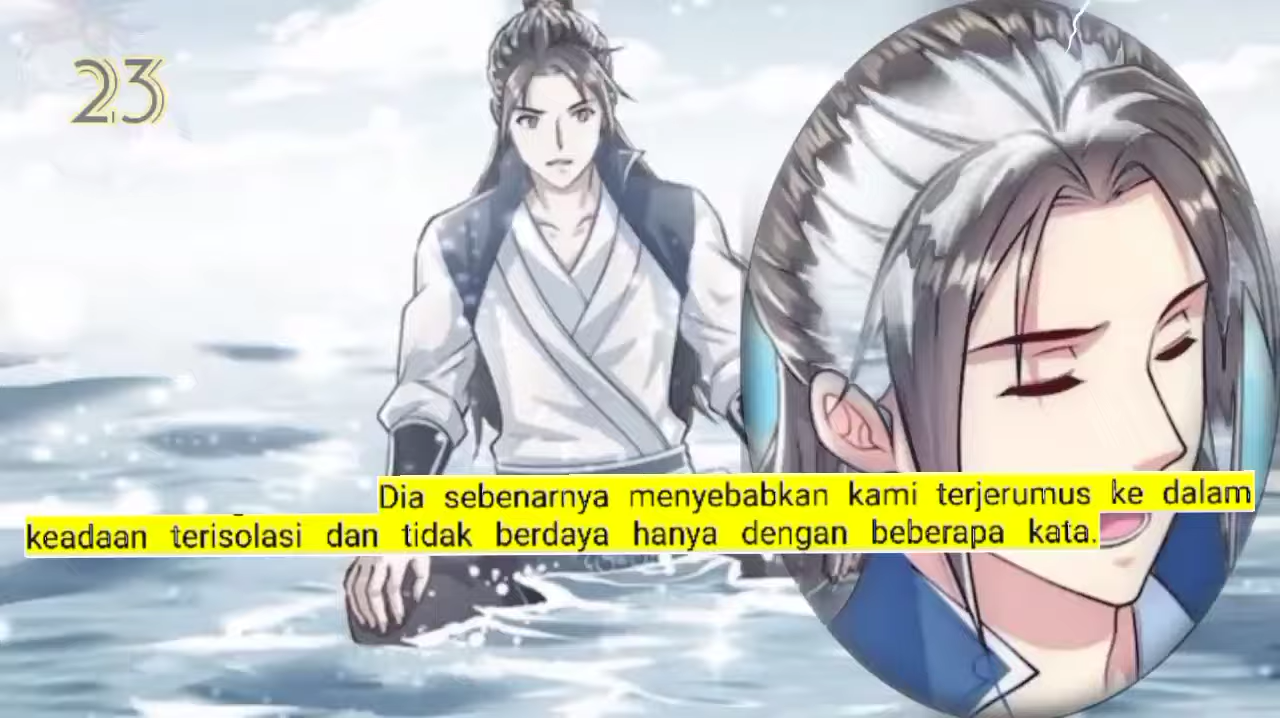 23
Dia sebenarnya menyebabkan kami terjerumus ke dalam
keadaan terisolasi dan tidak berdaya hanya dengan beberapa kata.